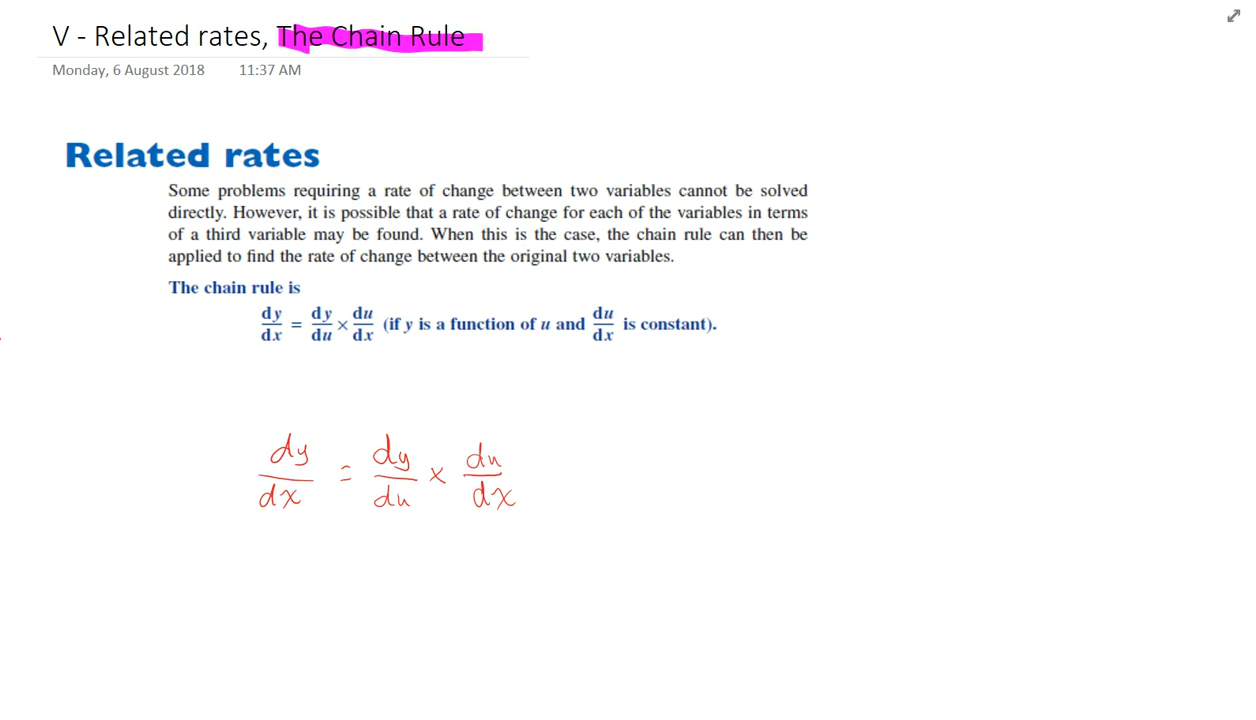 V - Related rates, The Chain Rule
Monday, 6 August 2018 11:37 AM
Related rates
Some problems requiring a rate of change between two variables cannot be solved
directly. However, it is possible that a rate of change for each of the variables in terms
of a third variable may be found. When this is the case, the chain rule can then be
applied to find the rate of change between the original two variables.
The chain rule is
dy/dx = dy/du × du/dx (if y is a function of u and du/dx is constant).
dy/dx = dy/du × du/dx